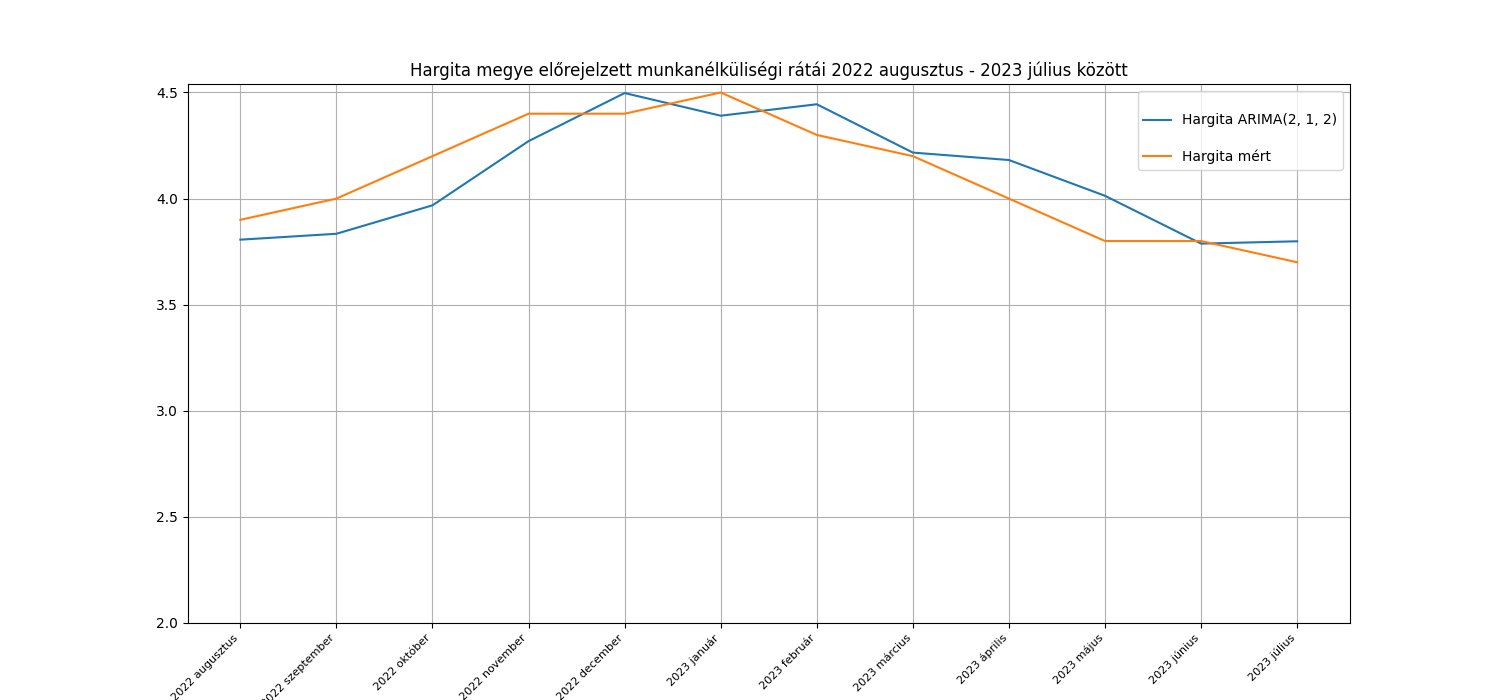 Hargita megye előrejelzett munkanélküliségi rátái 2022 augusztus - 2023 július között
Hargita ARIMA(2, 1, 2)
Hargita mért
4.5
4.0
3.5
3.0
2.5
2.0
2022 augusztus
2022 szeptember
2022 október
2022 november
2022 december
2023 január
2023 február
2023 március
2023 április
2023 május
2023 június
2023 július